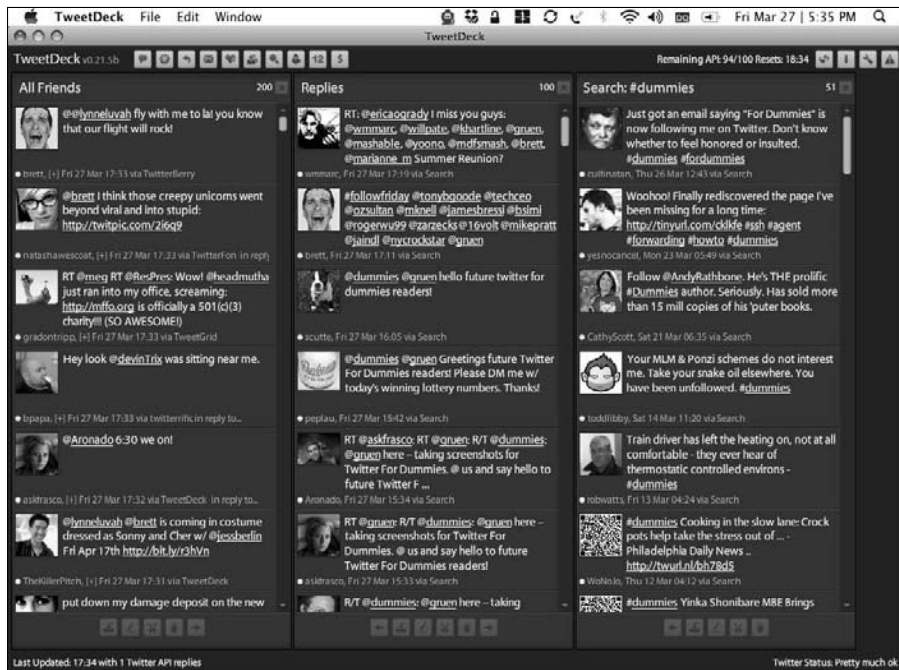 TweetDeck File Edit Window Fri Mar 27 | 5:35 PM
TweetDeck
TweetDeck v0.21.5b 12 $ Remaining API: 94/100 Resets: 18:34
All Friends 200
@@lynneluvah fly with me to la! you know
that our flight will rock!
brett, [+] Fri 27 Mar 17:33 via TwitterBerry
@brett I think those creepy unicorns went
beyond viral and into stupid:
http://twitpic.com/2i6q9
natashawescoat, [+] Fri 27 Mar 17:33 via TwitterFon in reply
RT @meg RT @ResPres: Wow! @headmutha
just ran into my office, screaming:
http://mffo.org is officially a 501(c)(3)
charity!!! (SO AWESOME!)
gradontripp, [+] Fri 27 Mar 17:33 via TweetGrid
Hey look @devinTrix was sitting near me.
bpapa, [+] Fri 27 Mar 17:33 via twitterrific in reply to...
@Aronado 6:30 we on!
askfrasco, [+] Fri 27 Mar 17:32 via TweetDeck in reply to...
@lynneluvah @brett is coming in costume
dressed as Sonny and Cher w/ @jessberlin
Fri Apr 17th http://bit.ly/r3hVn
TheKillerPitch, [+] Fri 27 Mar 17:31 via TweetDeck
put down my damage deposit on the new
Replies 100
RT: @ericaogrady I miss you guys:
@wmmarc, @willpate, @khartline, @gruen,
@mashable, @yoono, @mdfsmash, @brett,
@marianne_m Summer Reunion?
wmmarc, Fri 27 Mar 17:19 via Search
#followfriday @tonybgoode @techceo
@ozsultan @mknell @jamesbressi @bsimi
@rogerwu99 @zarzecks @16volt @mikepratt
@jaindl @nycrockstar @gruen
brett, Fri 27 Mar 17:11 via Search
@dummies @gruen hello future twitter for
dummies readers!
scutte, Fri 27 Mar 16:05 via Search
@dummies @gruen Greetings future Twitter
For Dummies readers! Please DM me w/
today's winning lottery numbers. Thanks!
peplau, Fri 27 Mar 15:42 via Search
RT @askfrasco: RT @gruen: R/T @dummies:
@gruen here – taking screenshots for
Twitter For Dummies. @ us and say hello to
future Twitter F ...
Aronado, Fri 27 Mar 15:34 via Search
RT @gruen: R/T @dummies: @gruen here –
taking screenshots for Twitter For
Dummies. @ us and say hello to future
Twitter For Dummies readers!
askfrasco, Fri 27 Mar 15:33 via Search
R/T @dummies: @gruen here – taking
Search: #dummies 51
Just got an email saying "For Dummies" is
now following me on Twitter. Don't know
whether to feel honored or insulted.
#dummies #fordummies
culfinatan, Thu 26 Mar 12:43 via Search
Woohoo! Finally rediscovered the page I've
been missing for a long time:
http://tinyurl.com/cklkfe #ssh #agent
#forwarding #howto #dummies
yesnocancel, Mon 23 Mar 05:49 via Search
Follow @AndyRathbone. He's THE prolific
#Dummies author. Seriously. Has sold more
than 15 mill copies of his 'puter books.
CathyScott, Sat 21 Mar 06:35 via Search
Your MLM & Ponzi schemes do not interest
me. Take your snake oil elsewhere. You
have been unfollowed. #dummies
toddlibby, Sat 14 Mar 11:20 via Search
Train driver has left the heating on, not at all
comfortable - they ever hear of
thermostatic controlled environs -
#dummies
robwatts, Fri 13 Mar 04:24 via Search
#dummies Cooking in the slow lane: Crock
pots help take the stress out of ... -
Philadelphia Daily News ..
http://twurl.nl/bh78d5
WoNo.lo, Thu 12 Mar 04:12 via Search
#dummies Yinka Shonibare MBE Brings
Last Updated: 17:34 with 1 Twitter API replies Twitter Status: Pretty much ok